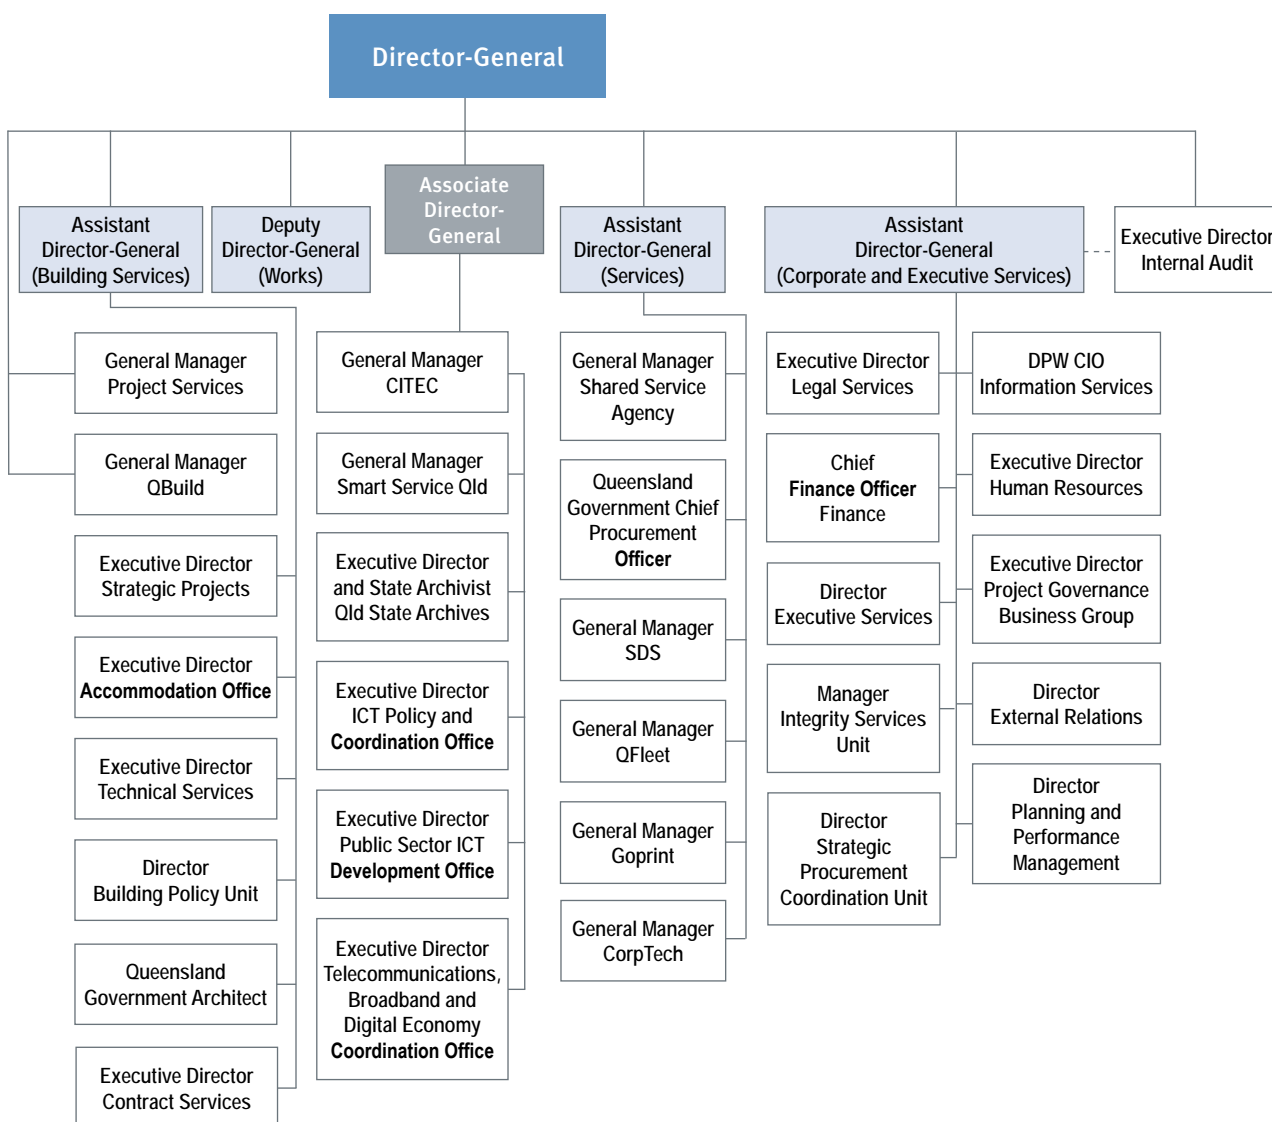 Director-General
Associate
Director-
General
Assistant
Director-General
(Building Services)
Deputy
Director-General
(Works)
Assistant
Director-General
(Services)
Assistant
Director-General
(Corporate and Executive Services)
Executive Director
Internal Audit
General Manager
Project Services
General Manager
QBuild
Executive Director
Strategic Projects
Executive Director
Accommodation Office
Executive Director
Technical Services
Director
Building Policy Unit
Queensland
Government Architect
Executive Director
Contract Services
General Manager
CITEC
General Manager
Smart Service Qld
Executive Director
and State Archivist
Qld State Archives
Executive Director
ICT Policy and
Coordination Office
Executive Director
Public Sector ICT
Development Office
Executive Director
Telecommunications,
Broadband and
Digital Economy
Coordination Office
General Manager
Shared Service
Agency
Queensland
Government Chief
Procurement
Officer
General Manager
SDS
General Manager
QFleet
General Manager
Goprint
General Manager
CorpTech
Executive Director
Legal Services
Chief
Finance Officer
Finance
Director
Executive Services
Manager
Integrity Services
Unit
Director
Strategic
Procurement
Coordination Unit
DPW CIO
Information Services
Executive Director
Human Resources
Executive Director
Project Governance
Business Group
Director
External Relations
Director
Planning and
Performance
Management